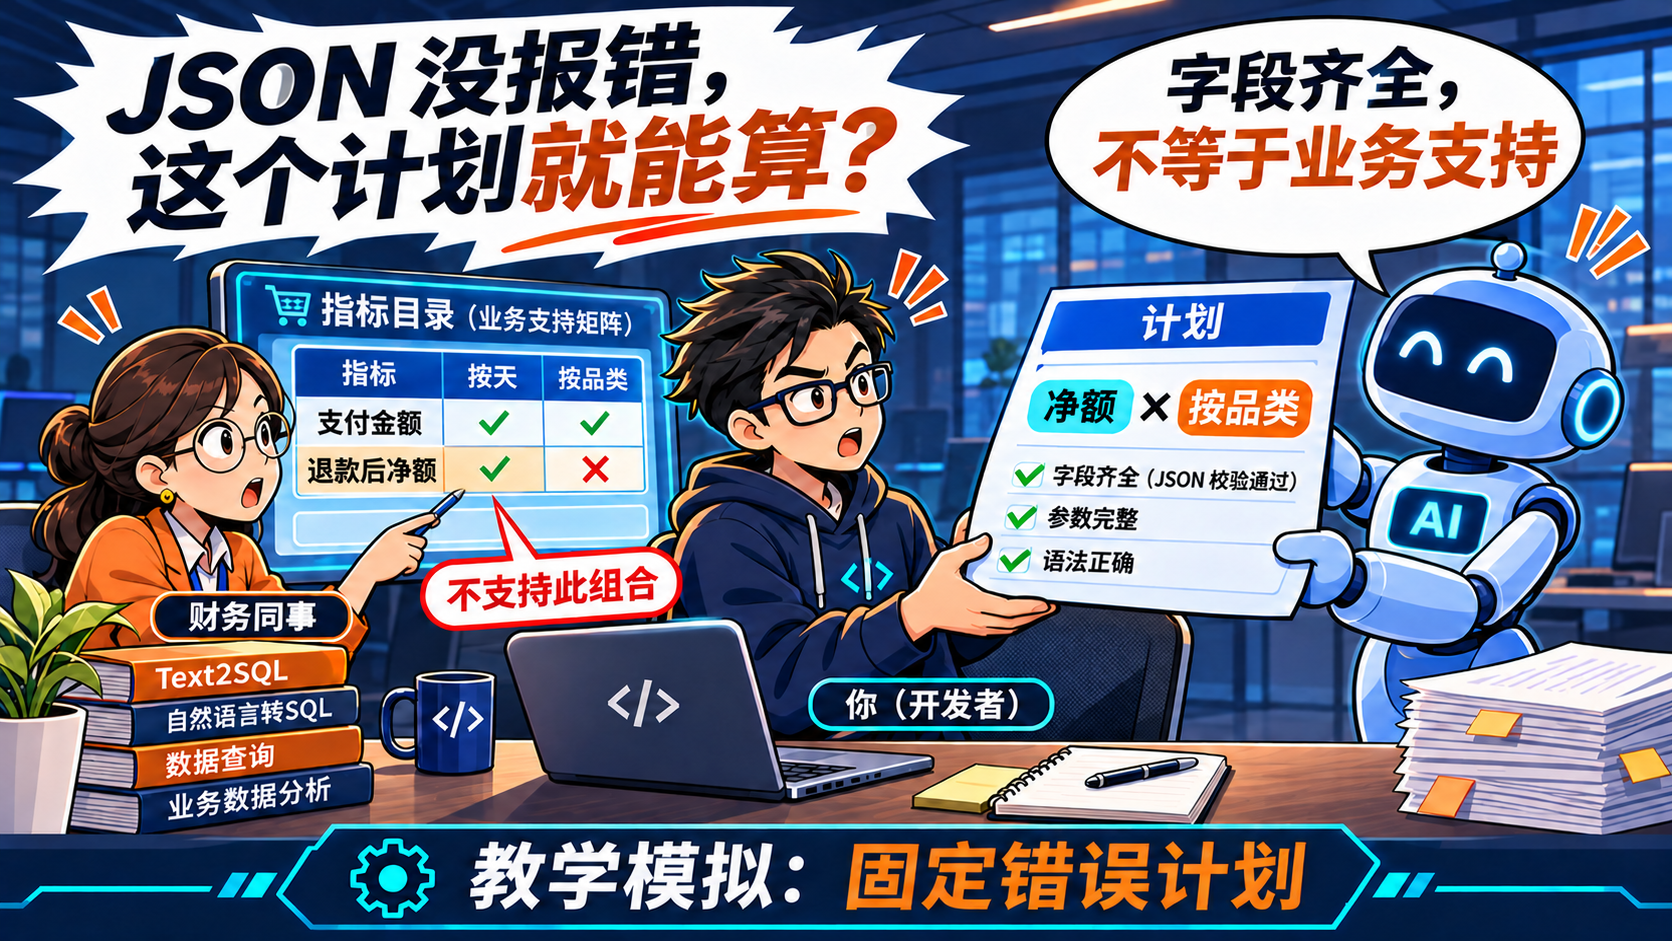 JSON 没报错，
这个计划就能算？
字段齐全，
不等于业务支持
指标目录（业务支持矩阵）
指标 按天 按品类
支付金额 ✓ ✓
退款后净额 ✓ ✕
不支持此组合
计划
净额 × 按品类
✓ 字段齐全（JSON 校验通过）
✓ 参数完整
✓ 语法正确
AI
财务同事
你（开发者）
Text2SQL
自然语言转SQL
数据查询
业务数据分析
</>
</>
</>
教学模拟：固定错误计划